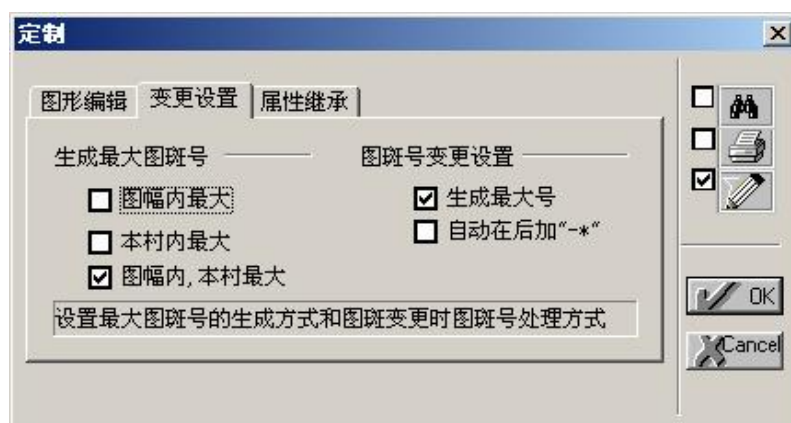 定制
图形编辑 变更设置 属性继承
生成最大图斑号 图斑号变更设置
图幅内最大 生成最大号
本村内最大 自动在后加"-*"
图幅内,本村最大
设置最大图斑号的生成方式和图斑变更时图斑号处理方式
OK
Cancel